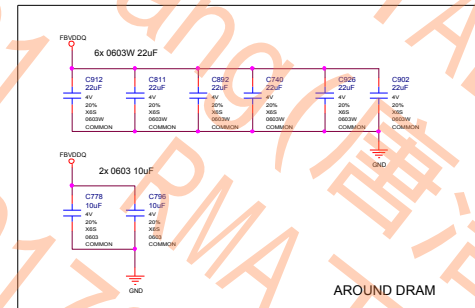 FBVDDQ
6x 0603W 22uF
C912
22uF
4V
20%
X6S
0603W
COMMON
C811
22uF
4V
20%
X6S
0603W
COMMON
C892
22uF
4V
20%
X6S
0603W
COMMON
C740
22uF
4V
20%
X6S
0603W
COMMON
C926
22uF
4V
20%
X6S
0603W
COMMON
C902
22uF
4V
20%
X6S
0603W
COMMON
GND
FBVDDQ
2x 0603 10uF
C778
10uF
4V
20%
X6S
0603
COMMON
C796
10uF
4V
20%
X6S
0603
COMMON
GND
AROUND DRAM
ang(唐
RMA